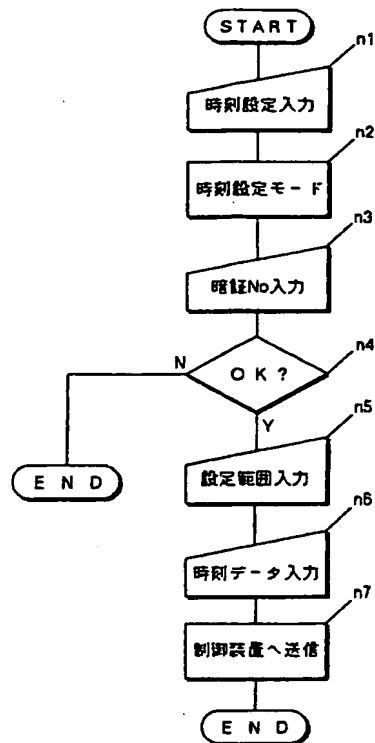 START
n1
時刻設定入力
n2
時刻設定モード
n3
暗証No入力
n4
OK?
N
Y
n5
END
設定範囲入力
n6
時刻データ入力
n7
制御装置へ送信
END